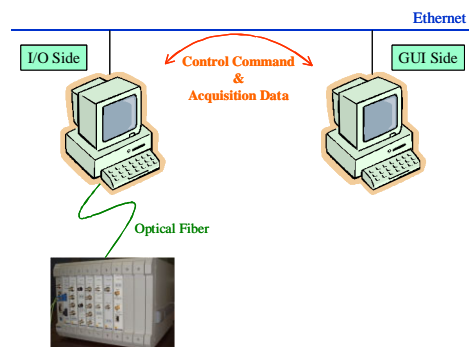 Ethernet
I/O Side
GUI Side
Control Command
&
Acquisition Data
Optical Fiber